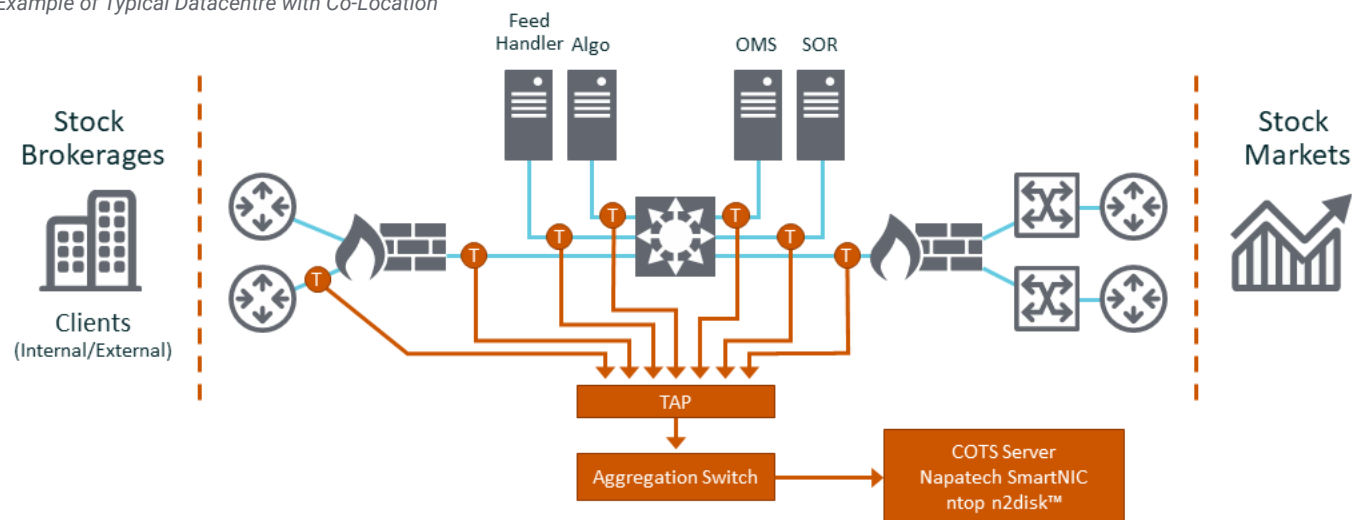 Example of Typical Datacentre with Co-Location
Feed
Handler
Algo
OMS
SOR
Stock
Brokerages
Clients
(Internal/External)
Stock
Markets
T
T
T
T
T
T
T
TAP
Aggregation Switch
COTS Server
Napatech SmartNIC
ntop n2disk™